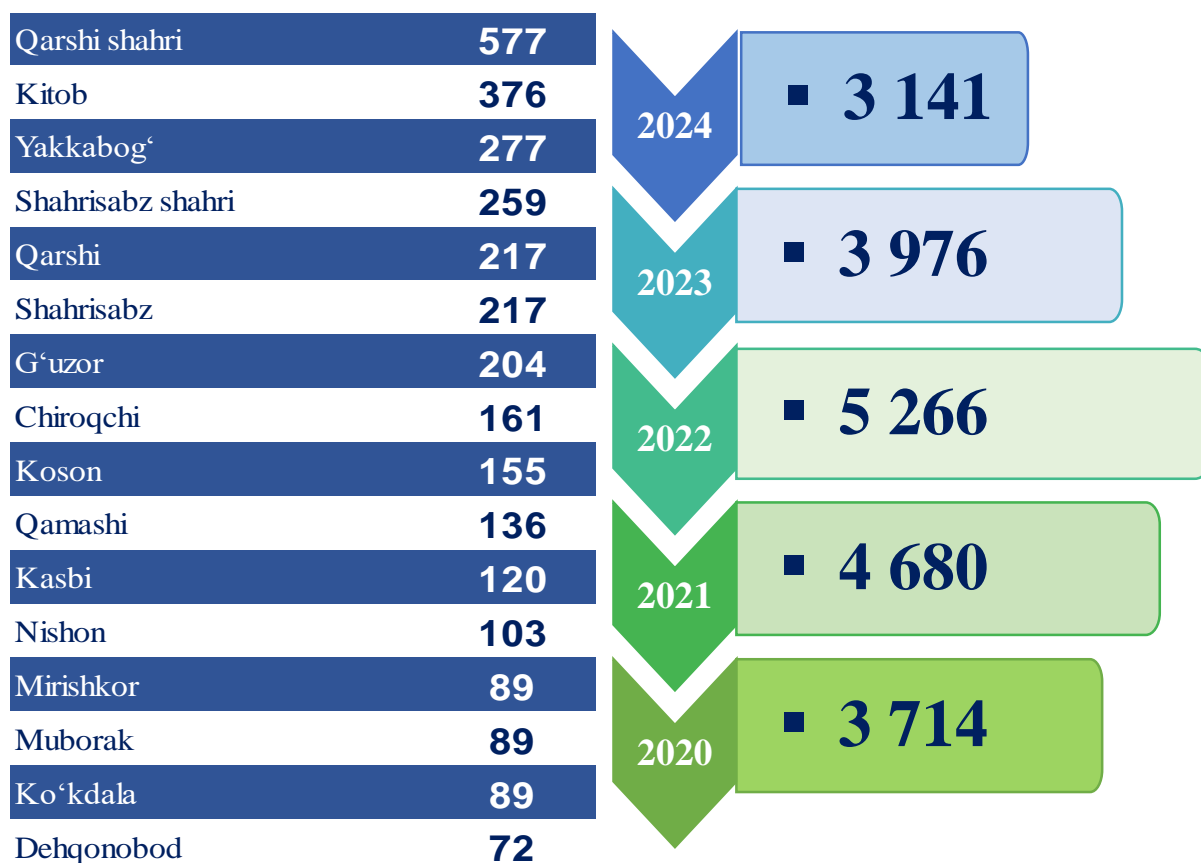 Qarshi shahri 577
Kitob 376
Yakkabog‘ 277
Shahrisabz shahri 259
Qarshi 217
Shahrisabz 217
G‘uzor 204
Chiroqchi 161
Koson 155
Qamashi 136
Kasbi 120
Nishon 103
Mirishkor 89
Muborak 89
Ko‘kdala 89
Dehqonobod 72
2024 ▪ 3 141
2023 ▪ 3 976
2022 ▪ 5 266
2021 ▪ 4 680
2020 ▪ 3 714